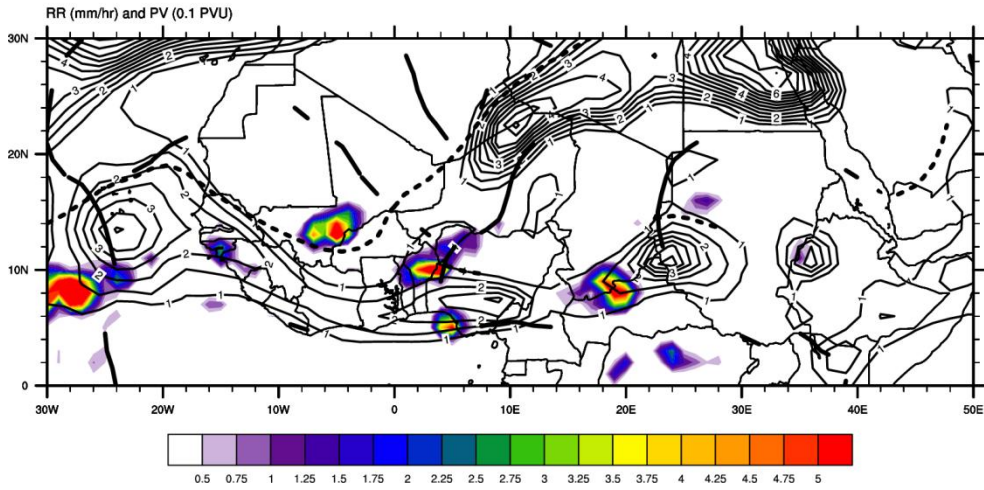 RR (mm/hr) and PV (0.1 PVU)
30N
20N
10N
0
30W 20W 10W 0 10E 20E 30E 40E 50E
0.5 0.75 1 1.25 1.5 1.75 2 2.25 2.5 2.75 3 3.25 3.5 3.75 4 4.25 4.5 4.75 5